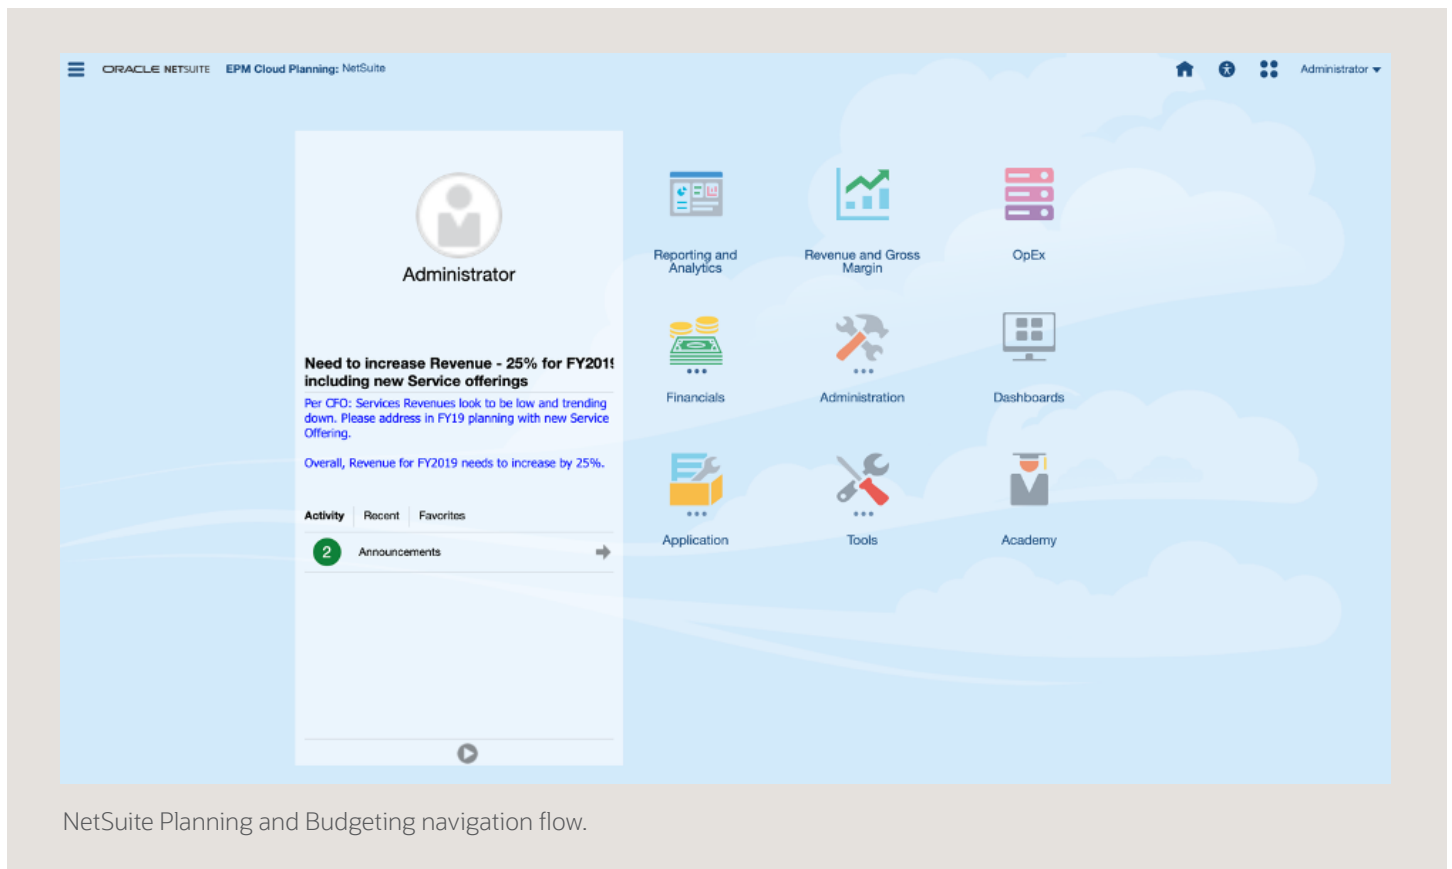 ORACLE NETSUITE EPM Cloud Planning: NetSuite
Administrator
Administrator
Need to increase Revenue - 25% for FY2019
including new Service offerings
Per CFO: Services Revenues look to be low and trending
down. Please address in FY19 planning with new Service
Offering.
Overall, Revenue for FY2019 needs to increase by 25%.
Activity Recent Favorites
2 Announcements
Reporting and
Analytics
Revenue and Gross
Margin
OpEx
Financials
Administration
Dashboards
Application
Tools
Academy
NetSuite Planning and Budgeting navigation flow.